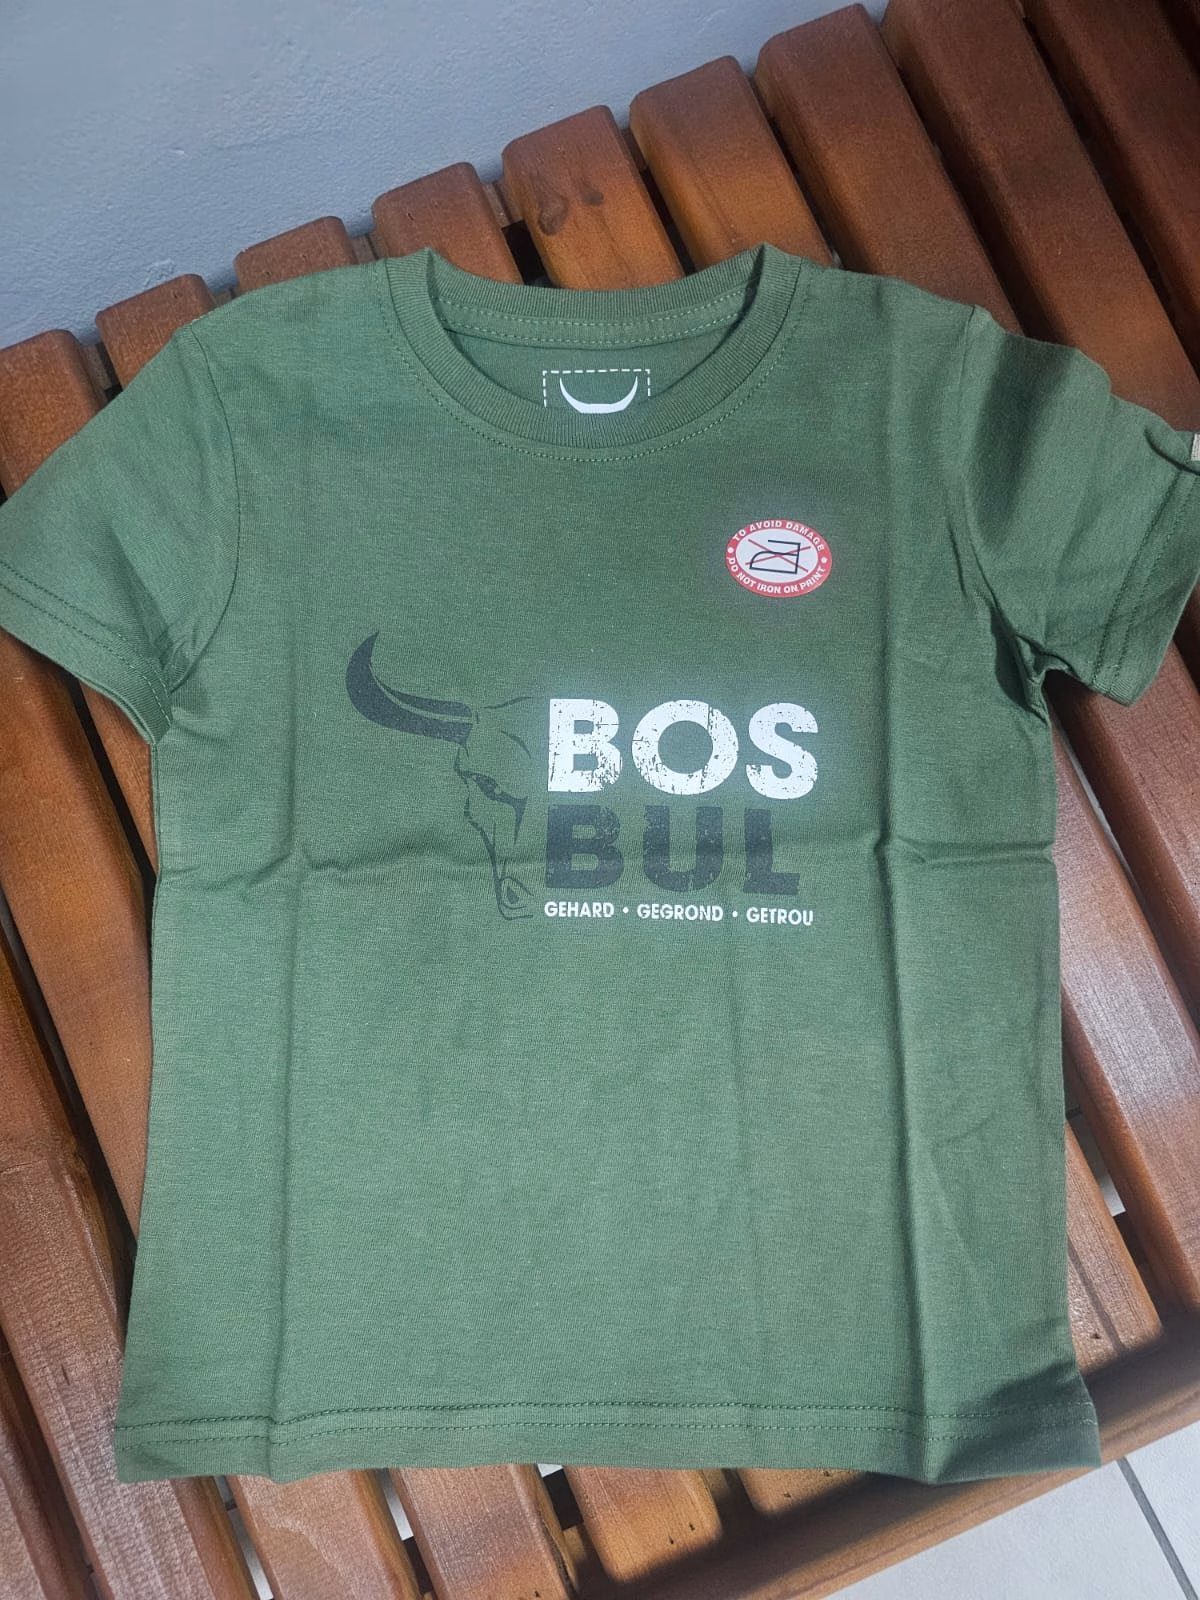 TO AVOID DAMAGE
DO NOT IRON ON PRINT
BOS
BUL
GEHARD • GEGROND • GETROU